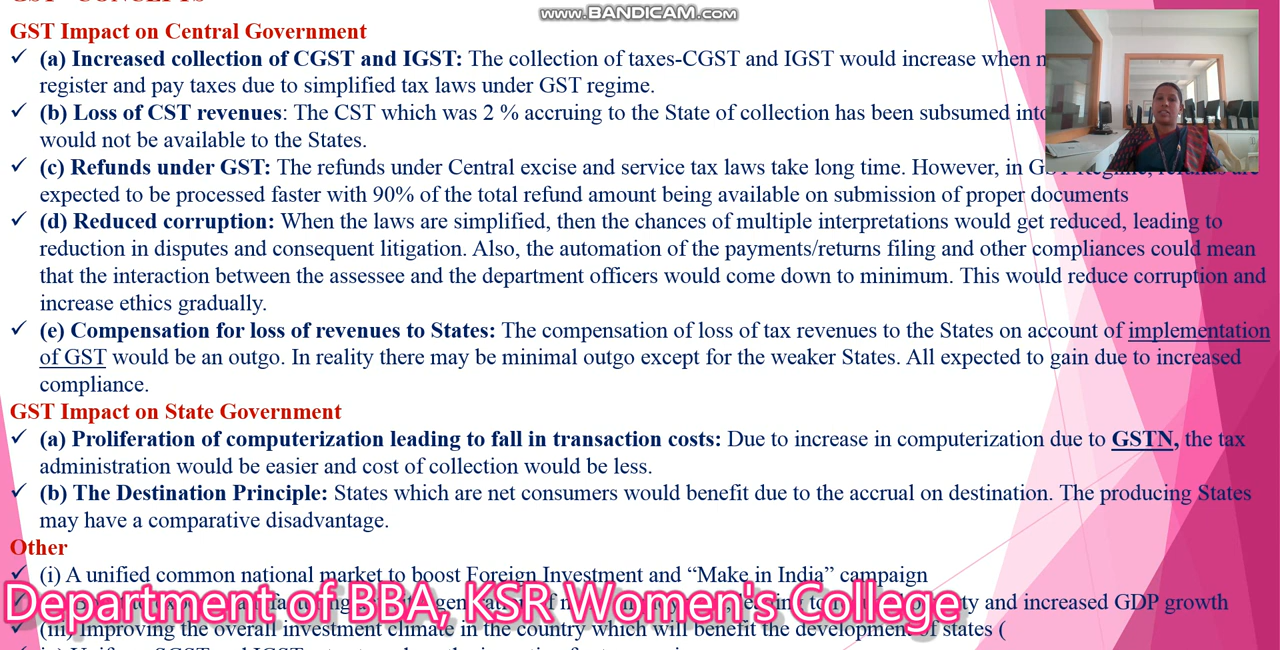 www.BANDICAM.com
GST Impact on Central Government
✓ (a) Increased collection of CGST and IGST: The collection of taxes-CGST and IGST would increase when
register and pay taxes due to simplified tax laws under GST regime.
✓ (b) Loss of CST revenues: The CST which was 2 % accruing to the State of collection has been subsumed
would not be available to the States.
✓ (c) Refunds under GST: The refunds under Central excise and service tax laws take long time. However, in
expected to be processed faster with 90% of the total refund amount being available on submission of proper documents
✓ (d) Reduced corruption: When the laws are simplified, then the chances of multiple interpretations would get reduced, leading to
reduction in disputes and consequent litigation. Also, the automation of the payments/returns filing and other compliances could mean
that the interaction between the assessee and the department officers would come down to minimum. This would reduce corruption and
increase ethics gradually.
✓ (e) Compensation for loss of revenues to States: The compensation of loss of tax revenues to the States on account of implementation
of GST would be an outgo. In reality there may be minimal outgo except for the weaker States. All expected to gain due to increased
compliance.
GST Impact on State Government
✓ (a) Proliferation of computerization leading to fall in transaction costs: Due to increase in computerization due to GSTN, the tax
administration would be easier and cost of collection would be less.
✓ (b) The Destination Principle: States which are net consumers would benefit due to the accrual on destination. The producing States
may have a comparative disadvantage.
Other
✓ (i) A unified common national market to boost Foreign Investment and “Make in India” campaign
and increased GDP growth
Department of BBA, KSR Women's College
(iii) Improving the overall investment climate in the country which will benefit the development of states (